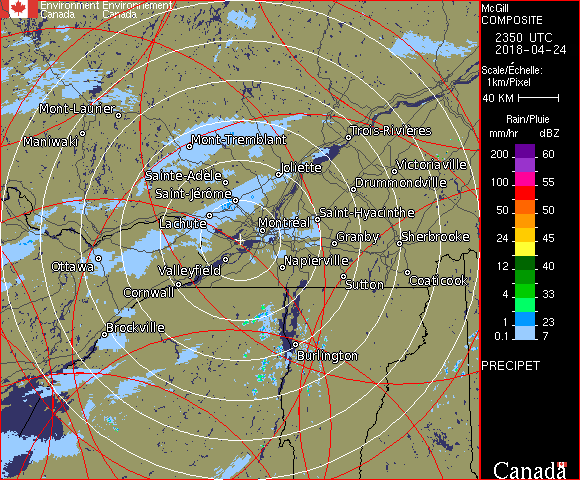 Environment Environnement
Canada Canada
McGill
COMPOSITE
2350 UTC
2018-04-24
Scale/Échelle:
1km/Pixel
40 KM
Rain/Pluie
mm/hr dBZ
200 60
100 55
50 50
24 45
12 40
4 33
1 23
0.1 7
PRECIPET
Canada
Mont-Laurier
Maniwaki
Mont-Tremblant
Trois-Rivières
Sainte-Adèle
Joliette
Victoriaville
Saint-Jérôme
Drummondville
Lachute
Montréal
Saint-Hyacinthe
Granby
Sherbrooke
Ottawa
Valleyfield
Napierville
Cornwall
Sutton
Coaticook
Brockville
Burlington